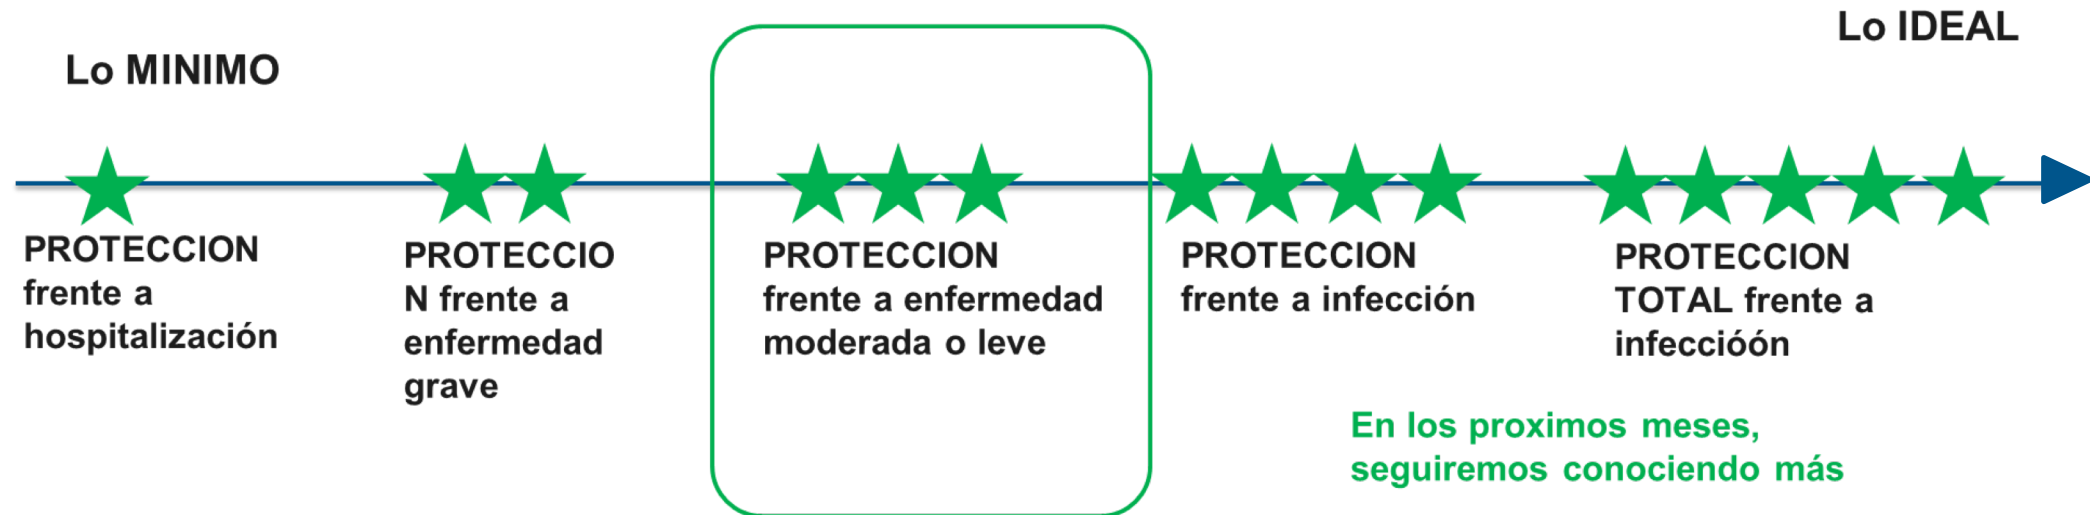 Lo MINIMO
Lo IDEAL
PROTECCION
frente a
hospitalización
PROTECCIO
N frente a
enfermedad
grave
PROTECCION
frente a enfermedad
moderada o leve
PROTECCION
frente a infección
PROTECCION
TOTAL frente a
infeccióón
En los proximos meses,
seguiremos conociendo más